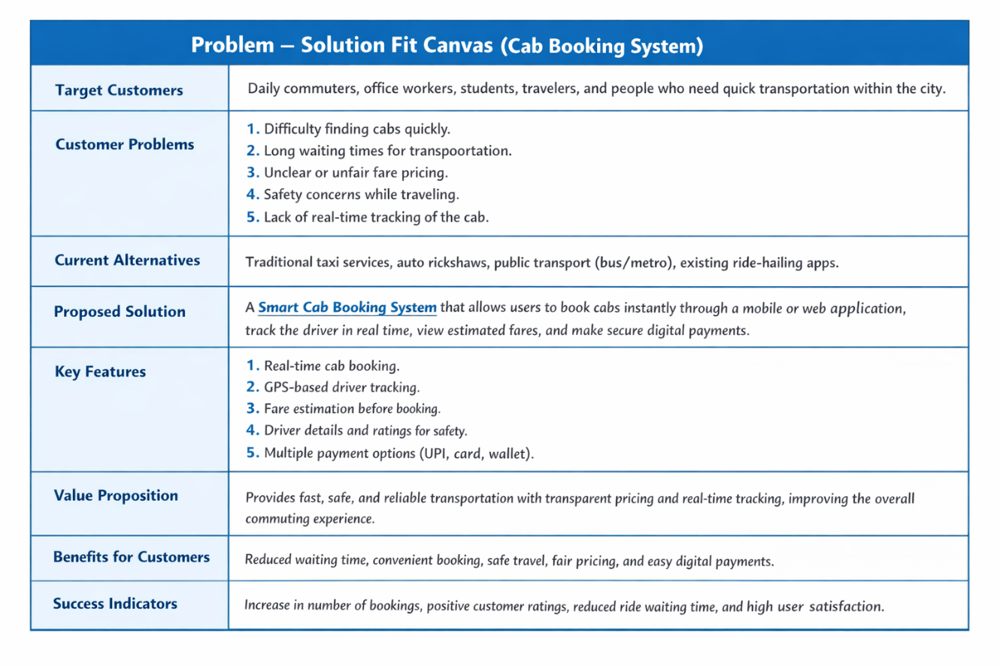 Problem – Solution Fit Canvas (Cab Booking System)
Target Customers
Daily commuters, office workers, students, travelers, and people who need quick transportation within the city.
Customer Problems
1. Difficulty finding cabs quickly.
2. Long waiting times for transpoortation.
3. Unclear or unfair fare pricing.
4. Safety concerns while traveling.
5. Lack of real-time tracking of the cab.
Current Alternatives
Traditional taxi services, auto rickshaws, public transport (bus/metro), existing ride-hailing apps.
Proposed Solution
A Smart Cab Booking System that allows users to book cabs instantly through a mobile or web application,
track the driver in real time, view estimated fares, and make secure digital payments.
Key Features
1. Real-time cab booking.
2. GPS-based driver tracking.
3. Fare estimation before booking.
4. Driver details and ratings for safety.
5. Multiple payment options (UPI, card, wallet).
Value Proposition
Provides fast, safe, and reliable transportation with transparent pricing and real-time tracking, improving the overall
commuting experience.
Benefits for Customers
Reduced waiting time, convenient booking, safe travel, fair pricing, and easy digital payments.
Success Indicators
Increase in number of bookings, positive customer ratings, reduced ride waiting time, and high user satisfaction.